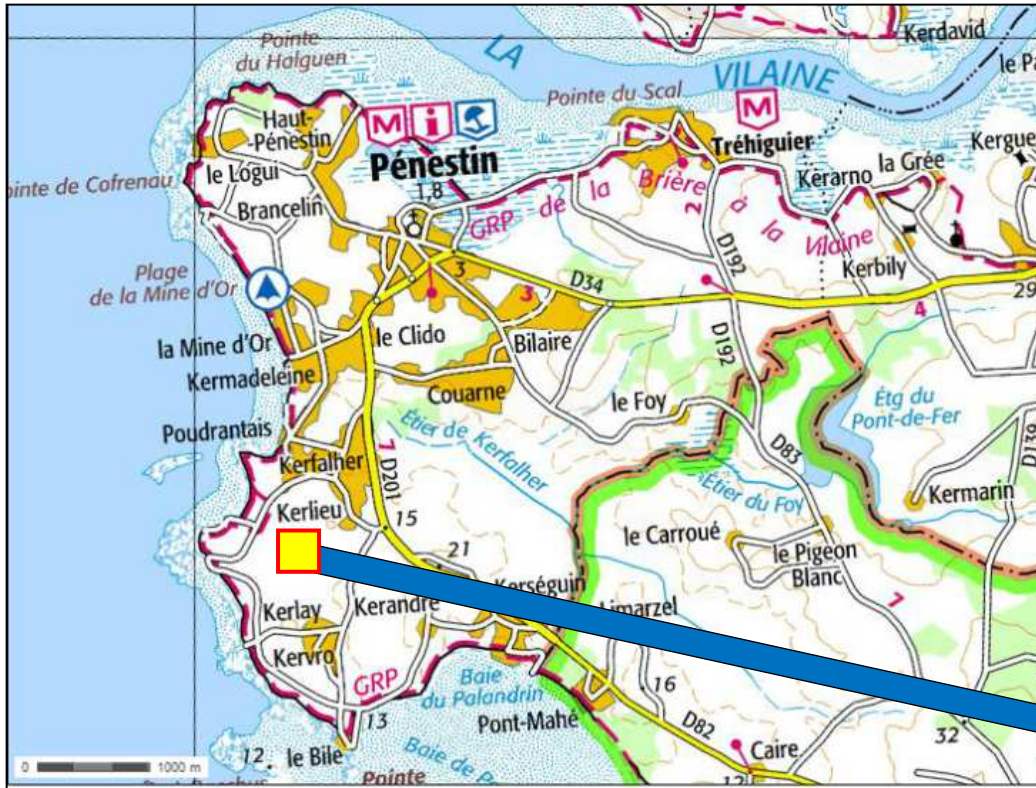 Kerdavid
le Pa
Pointe
du Halguen
LA
VILAINE
Pointe du Scal
M
i
M
Haut-
-Pénestin
Pénestin
1,8
Tréhiguier
Kergue
la Grée
Pointe de Cofrenau
le Logui
Brancelin
Kerarno
GRP de la Brière à la Vilaine
2
D192
Kerbily
Plage
de la Mine d'Or
3
D34
3
29
4
la Mine d'Or
le Clido
Bilaire
D192
Kermadeleine
Couarne
le Foy
Étg du
Pont-de-Fer
Poudrantais
Étier de Kerfalher
D83
D139
Kerfalher
7
D201
Étier du Foy
Kermarin
Kerlieu
15
le Carroué
le Pigeon
Blanc
21
Kerséguin
Limarzel
Kerlay
Kerandré
7
Kervro
GRP
Baie
du Palandrin
16
Pont-Mahé
D82
13
32
12
le Bile
Baie de
Caire
0
1000 m
Pointe
12